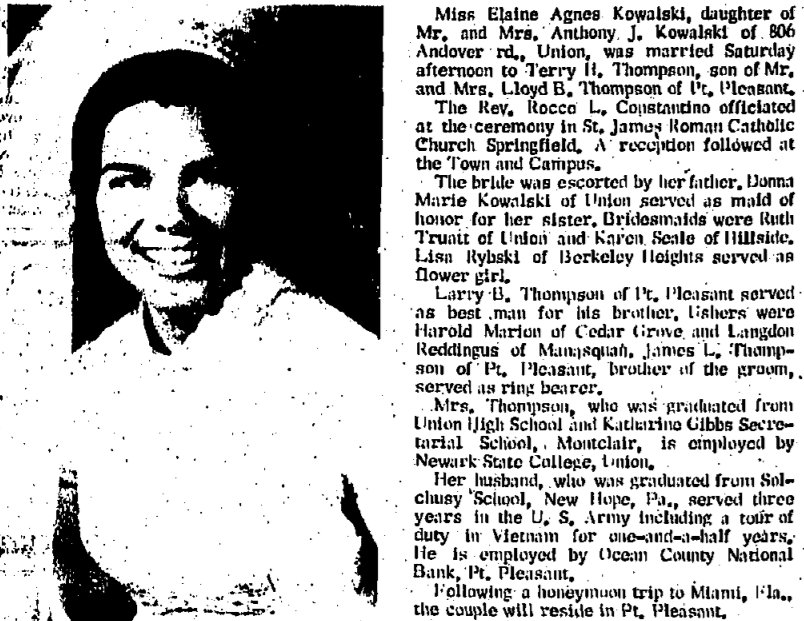 Miss Elaine Agnes Kowalski, daughter of
Mr. and Mrs. Anthony J. Kowalski of 806
Andover rd., Union, was married Saturday
afternoon to Terry H. Thompson, son of Mr.
and Mrs. Lloyd B. Thompson of Pt. Pleasant.
The Rev. Rocco L. Constantino officiated
at the ceremony in St. James Roman Catholic
Church Springfield. A reception followed at
the Town and Campus.
The bride was escorted by her father. Donna
Marie Kowalski of Union served as maid of
honor for her sister. Bridesmaids were Ruth
Truatt of Union and Karen Seale of Hillside.
Lisa Rybski of Berkeley Heights served as
flower girl.
Larry B. Thompson of Pt. Pleasant served
as best man for his brother. Ushers were
Harold Marion of Cedar Grove and Langdon
Reddingus of Manasquan. James L. Thomp-
son of Pt. Pleasant, brother of the groom,
served as ring bearer.
Mrs. Thompson, who was graduated from
Union High School and Katharine Gibbs Secre-
tarial School, Montclair, is employed by
Newark State College, Union.
Her husband, who was graduated from Sol-
chusy School, New Hope, Pa., served three
years in the U. S. Army including a tour of
duty in Vietnam for one-and-a-half years.
He is employed by Ocean County National
Bank, Pt. Pleasant.
Following a honeymoon trip to Miami, Fla.,
the couple will reside in Pt. Pleasant.